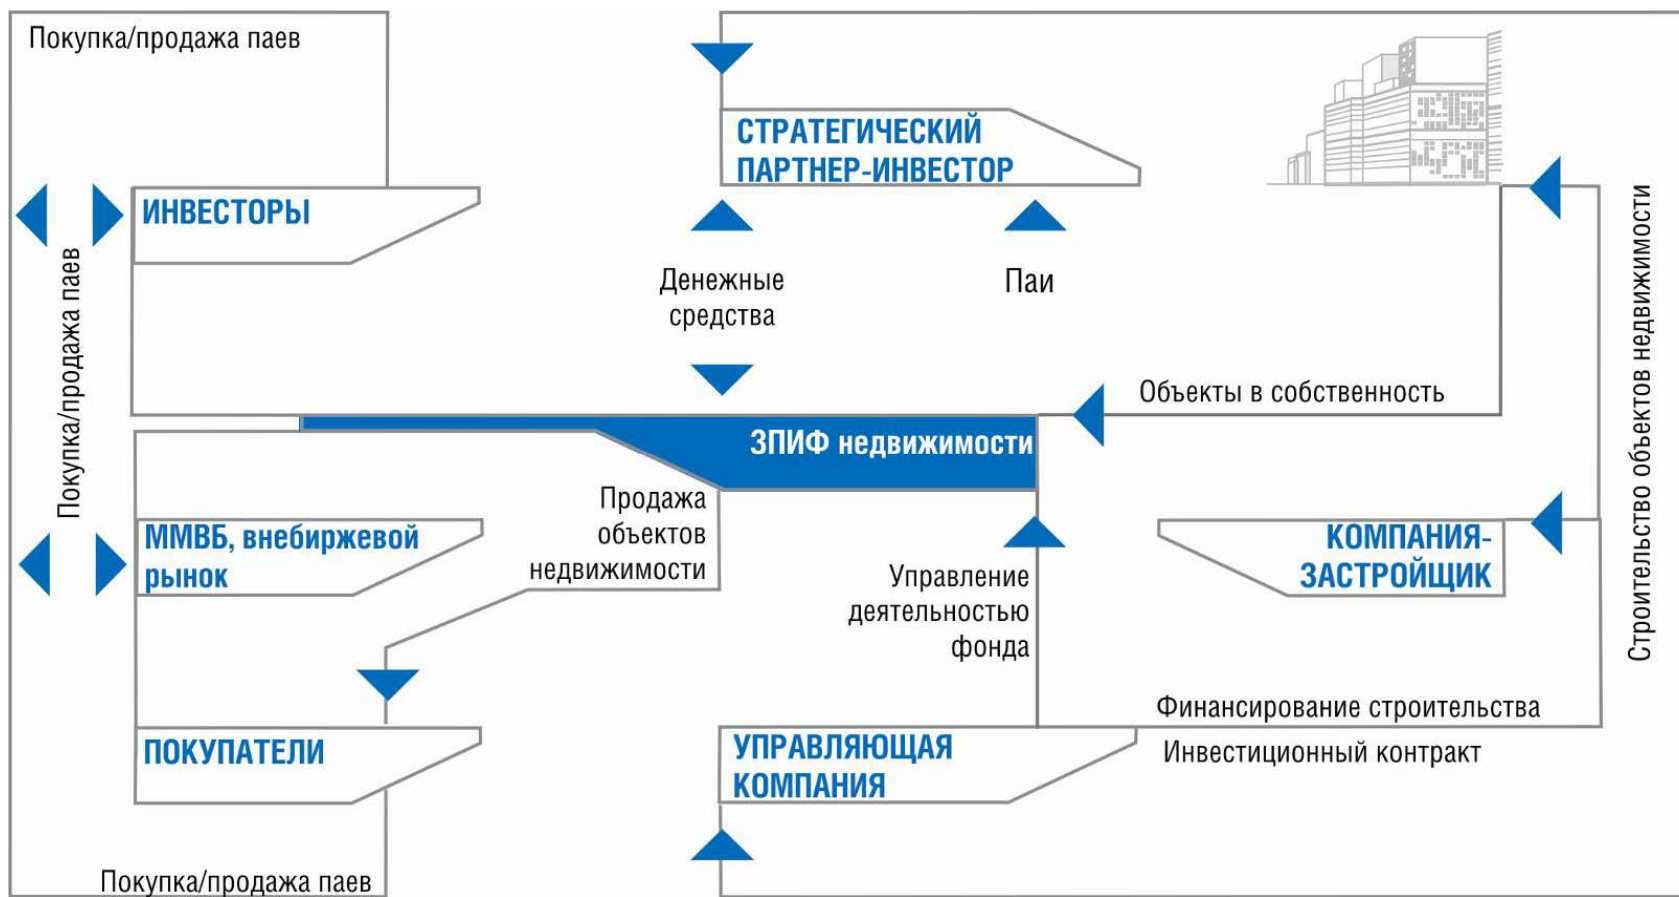 Покупка/продажа паев
СТРАТЕГИЧЕСКИЙ
ПАРТНЕР-ИНВЕСТОР
ИНВЕСТОРЫ
Покупка/продажа паев
Денежные
средства
Паи
Строительство объектов недвижимости
Объекты в собственность
ЗПИФ недвижимости
Продажа
объектов
недвижимости
ММВБ, внебиржевой
рынок
Управление
деятельностью
фонда
КОМПАНИЯ-
ЗАСТРОЙЩИК
Финансирование строительства
Инвестиционный контракт
ПОКУПАТЕЛИ
УПРАВЛЯЮЩАЯ
КОМПАНИЯ
Покупка/продажа паев